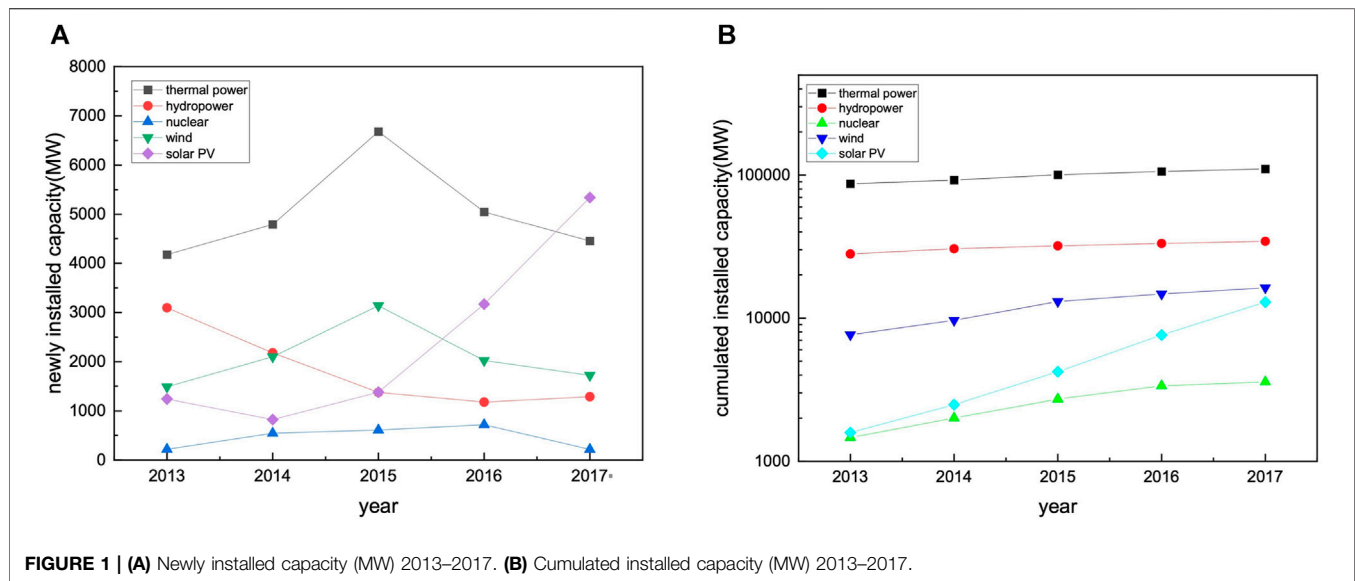 A
newly installed capacity(MW)
8000
7000
6000
5000
4000
3000
2000
1000
0
thermal power
hydropower
nuclear
wind
solar PV
2013 2014 2015 2016 2017
year
B
cumulated installed capacity(MW)
100000
10000
1000
thermal power
hydropower
nuclear
wind
solar PV
2013 2014 2015 2016 2017
year
FIGURE 1 | (A) Newly installed capacity (MW) 2013–2017. (B) Cumulated installed capacity (MW) 2013–2017.